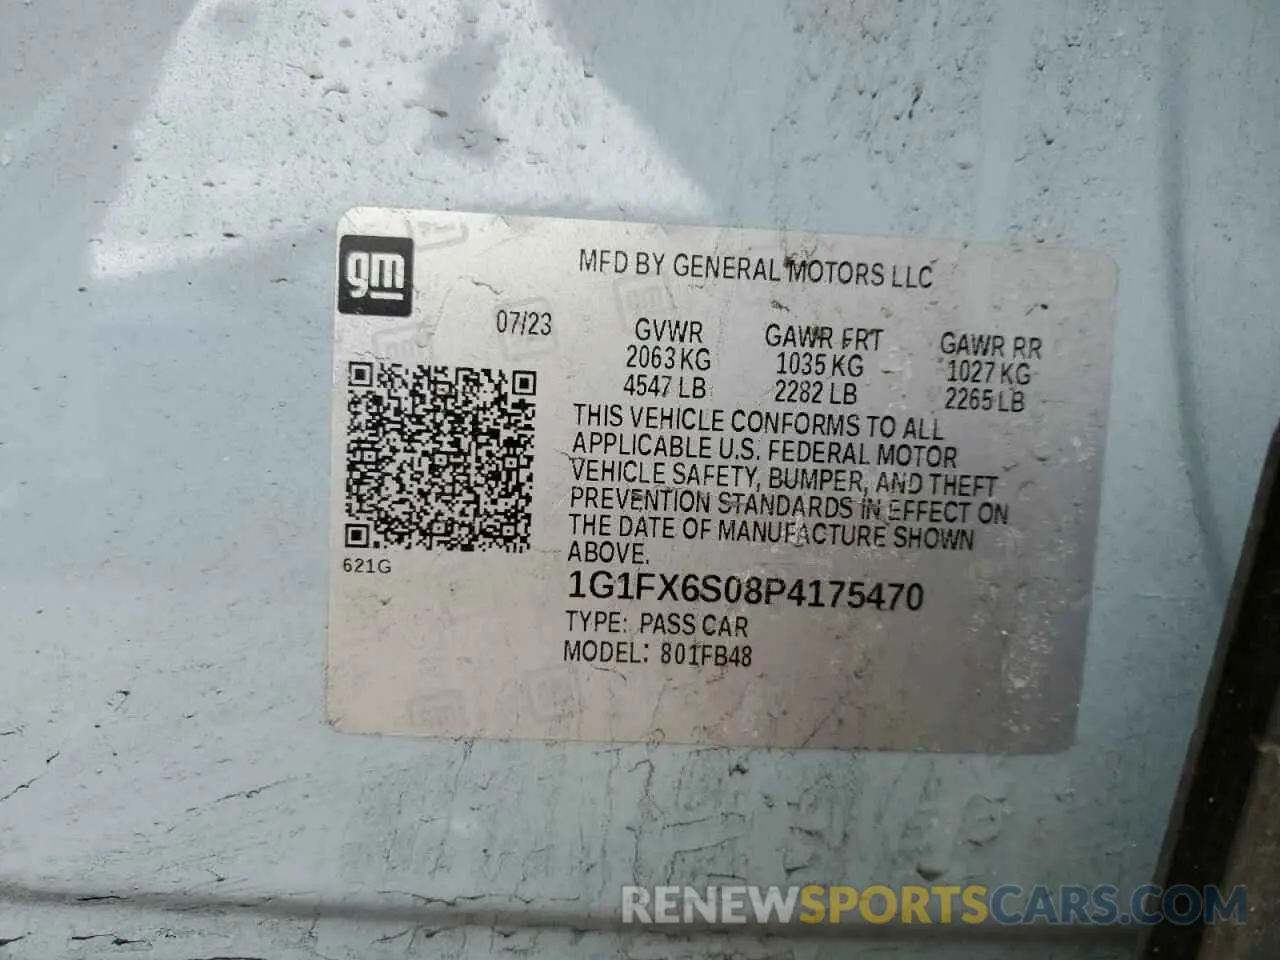 gm
MFD BY GENERAL MOTORS LLC
07/23
GVWR GAWR FRT GAWR RR
2063 KG 1035 KG 1027 KG
4547 LB 2282 LB 2265 LB
THIS VEHICLE CONFORMS TO ALL
APPLICABLE U.S. FEDERAL MOTOR
VEHICLE SAFETY, BUMPER, AND THEFT
PREVENTION STANDARDS IN EFFECT ON
THE DATE OF MANUFACTURE SHOWN
ABOVE.
621G
1G1FX6S08P4175470
TYPE: PASS CAR
MODEL: 801FB48
RENEWSPORTSCARS.COM